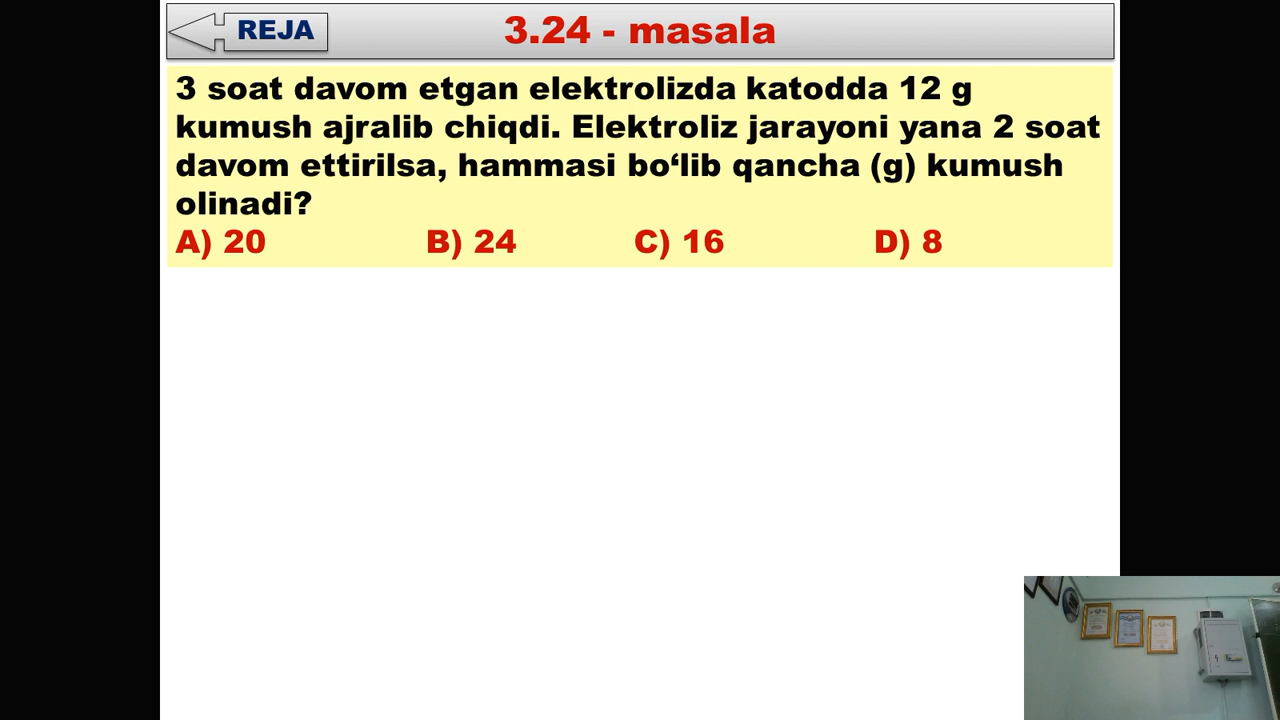 REJA
3.24 - masala
3 soat davom etgan elektrolizda katodda 12 g
kumush ajralib chiqdi. Elektroliz jarayoni yana 2 soat
davom ettirilsa, hammasi bo‘lib qancha (g) kumush
olinadi?
A) 20 B) 24 C) 16 D) 8